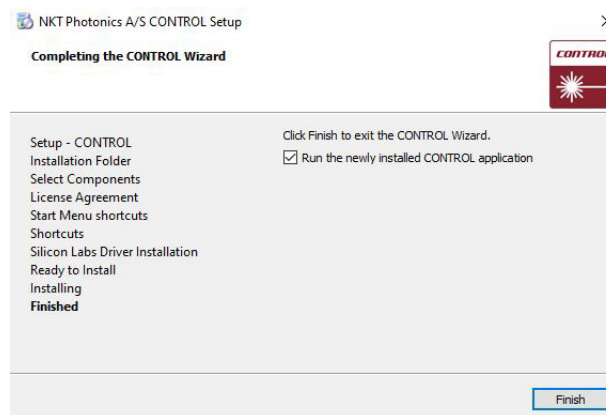 NKT Photonics A/S CONTROL Setup
Completing the CONTROL Wizard
CONTROL
Setup - CONTROL
Installation Folder
Select Components
License Agreement
Start Menu shortcuts
Shortcuts
Silicon Labs Driver Installation
Ready to Install
Installing
Finished
Click Finish to exit the CONTROL Wizard.
Run the newly installed CONTROL application
Finish